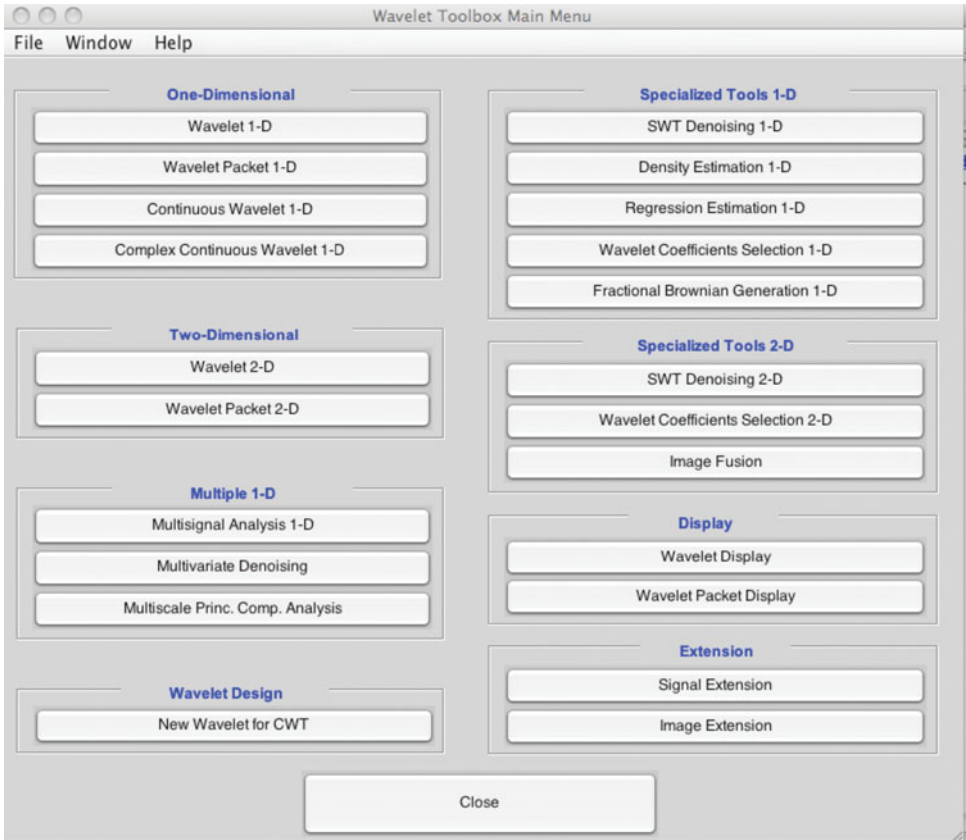 Wavelet Toolbox Main Menu
File Window Help
One-Dimensional
Wavelet 1-D
Wavelet Packet 1-D
Continuous Wavelet 1-D
Complex Continuous Wavelet 1-D
Two-Dimensional
Wavelet 2-D
Wavelet Packet 2-D
Multiple 1-D
Multisignal Analysis 1-D
Multivariate Denoising
Multiscale Princ. Comp. Analysis
Wavelet Design
New Wavelet for CWT
Specialized Tools 1-D
SWT Denoising 1-D
Density Estimation 1-D
Regression Estimation 1-D
Wavelet Coefficients Selection 1-D
Fractional Brownian Generation 1-D
Specialized Tools 2-D
SWT Denoising 2-D
Wavelet Coefficients Selection 2-D
Image Fusion
Display
Wavelet Display
Wavelet Packet Display
Extension
Signal Extension
Image Extension
Close